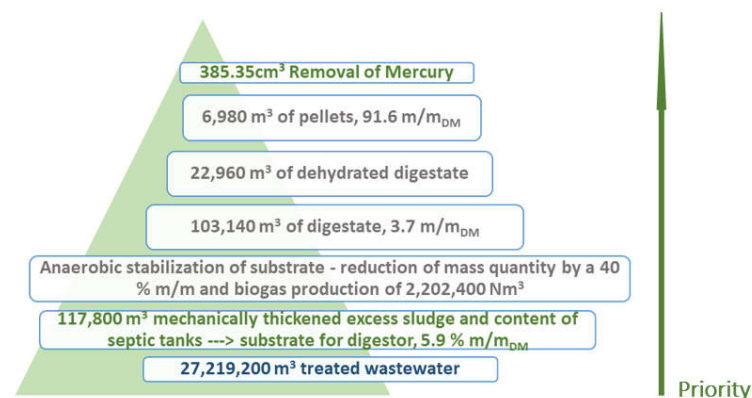 385.35cm³ Removal of Mercury
6,980 m³ of pellets, 91.6 m/mDM
22,960 m³ of dehydrated digestate
103,140 m³ of digestate, 3.7 m/mDM
Anaerobic stabilization of substrate - reduction of mass quantity by a 40
% m/m and biogas production of 2,202,400 Nm³
117,800 m³ mechanically thickened excess sludge and content of
septic tanks ---> substrate for digestor, 5.9 % m/mDM
27,219,200 m³ treated wastewater
Priority